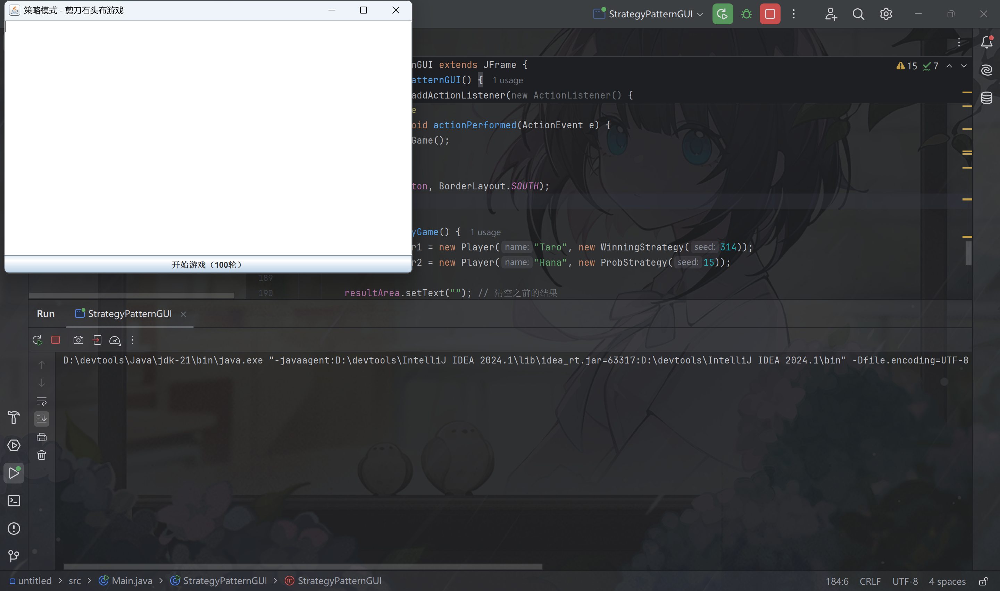 策略模式 - 剪刀石头布游戏
StrategyPatternGUI
nGUI extends JFrame {
15 7
atternGUI() { 1 usage
addActionListener(new ActionListener() {
e
oid actionPerformed(ActionEvent e) {
Game();
ton, BorderLayout.SOUTH);
yGame() { 1 usage
r1 = new Player( name: "Taro", new WinningStrategy( seed: 314));
r2 = new Player( name: "Hana", new ProbStrategy( seed: 15));
开始游戏（100轮）
189
190 resultArea.setText(""); // 清空之前的结果
Run StrategyPatternGUI
D:\devtools\Java\jdk-21\bin\java.exe "-javaagent:D:\devtools\IntelliJ IDEA 2024.1\lib\idea_rt.jar=63317:D:\devtools\IntelliJ IDEA 2024.1\bin" -Dfile.encoding=UTF-8
untitled > src > Main.java > StrategyPatternGUI > StrategyPatternGUI
184:6 CRLF UTF-8 4 spaces